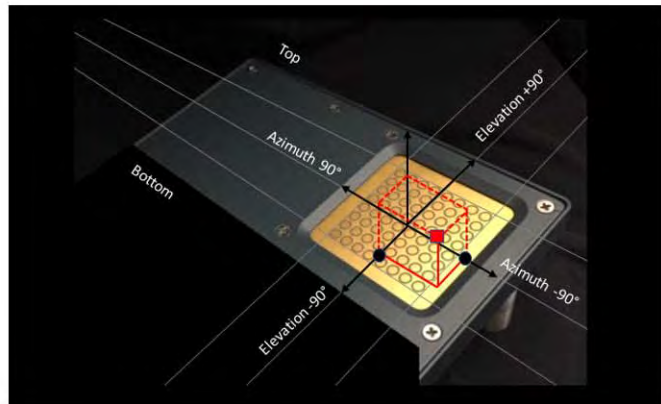 Top
Elevation +90°
Azimuth 90°
Bottom
Azimuth -90°
Elevation -90°